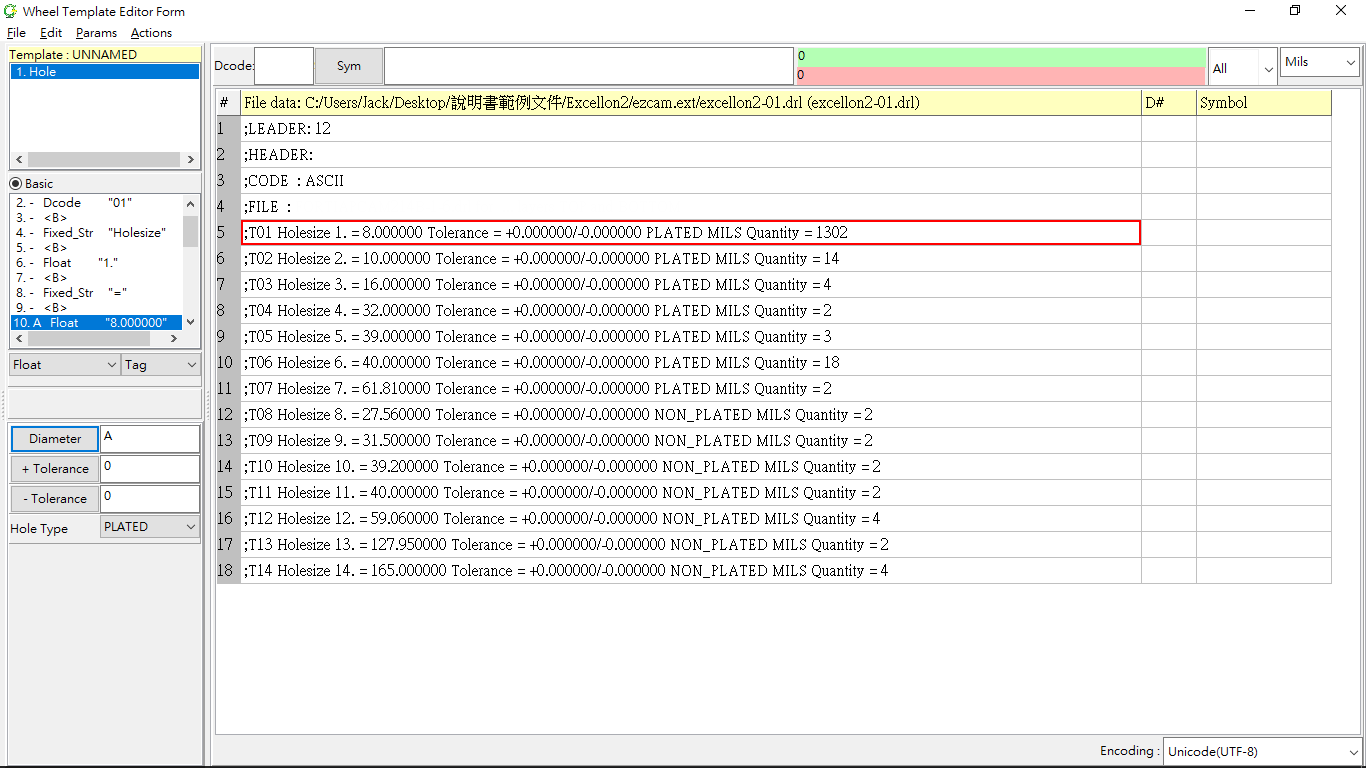 Wheel Template Editor Form
File Edit Params Actions
Template : UNNAMED
1. Hole
Basic
2. - Dcode "01"
3. - <B>
4. - Fixed_Str "Holesize"
5. - <B>
6. - Float "1."
7. - <B>
8. - Fixed_Str "="
9. - <B>
10. A Float "8.000000"
Float Tag
Diameter A
+ Tolerance 0
- Tolerance 0
Hole Type PLATED
Dcode: Sym 0 All Mils
0
# File data: C:/Users/Jack/Desktop/說明書範例文件/Excellon2/ezcam.ext/excellon2-01.drl (excellon2-01.drl) D# Symbol
1 ;LEADER: 12
2 ;HEADER:
3 ;CODE : ASCII
4 ;FILE :
5 ;T01 Holesize 1. = 8.000000 Tolerance = +0.000000/-0.000000 PLATED MILS Quantity = 1302
6 ;T02 Holesize 2. = 10.000000 Tolerance = +0.000000/-0.000000 PLATED MILS Quantity = 14
7 ;T03 Holesize 3. = 16.000000 Tolerance = +0.000000/-0.000000 PLATED MILS Quantity = 4
8 ;T04 Holesize 4. = 32.000000 Tolerance = +0.000000/-0.000000 PLATED MILS Quantity = 2
9 ;T05 Holesize 5. = 39.000000 Tolerance = +0.000000/-0.000000 PLATED MILS Quantity = 3
10 ;T06 Holesize 6. = 40.000000 Tolerance = +0.000000/-0.000000 PLATED MILS Quantity = 18
11 ;T07 Holesize 7. = 61.810000 Tolerance = +0.000000/-0.000000 PLATED MILS Quantity = 2
12 ;T08 Holesize 8. = 27.560000 Tolerance = +0.000000/-0.000000 NON_PLATED MILS Quantity = 2
13 ;T09 Holesize 9. = 31.500000 Tolerance = +0.000000/-0.000000 NON_PLATED MILS Quantity = 2
14 ;T10 Holesize 10. = 39.200000 Tolerance = +0.000000/-0.000000 NON_PLATED MILS Quantity = 2
15 ;T11 Holesize 11. = 40.000000 Tolerance = +0.000000/-0.000000 NON_PLATED MILS Quantity = 2
16 ;T12 Holesize 12. = 59.060000 Tolerance = +0.000000/-0.000000 NON_PLATED MILS Quantity = 4
17 ;T13 Holesize 13. = 127.950000 Tolerance = +0.000000/-0.000000 NON_PLATED MILS Quantity = 2
18 ;T14 Holesize 14. = 165.000000 Tolerance = +0.000000/-0.000000 NON_PLATED MILS Quantity = 4
Encoding : Unicode(UTF-8)